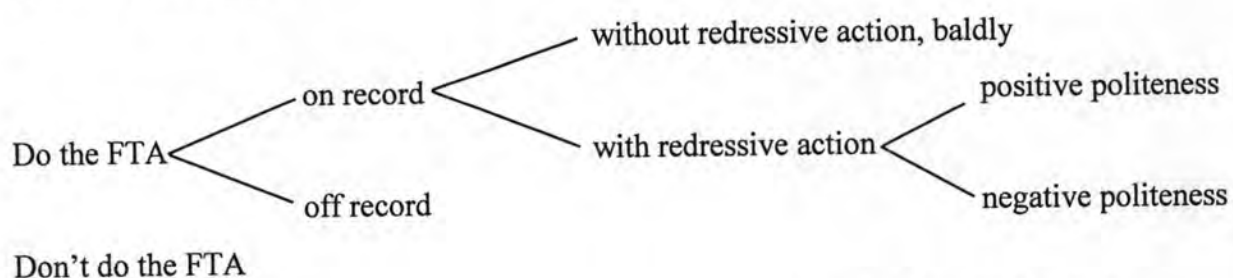 without redressive action, baldly
positive politeness
on record
Do the FTA
with redressive action
off record
negative politeness
Don't do the FTA